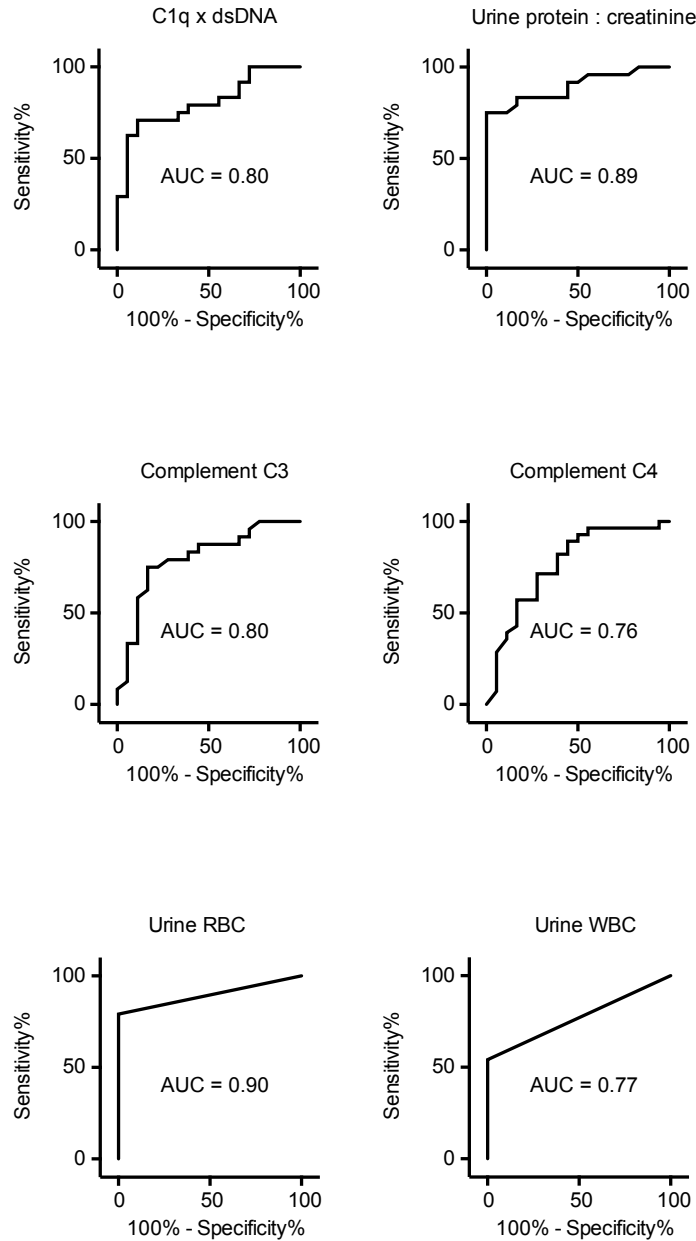 C1q x dsDNA
100
50
0
Sensitivity%
AUC = 0.80
0 50 100
100% - Specificity%
Urine protein : creatinine
100
50
0
Sensitivity%
AUC = 0.89
0 50 100
100% - Specificity%
Complement C3
100
50
0
Sensitivity%
AUC = 0.80
0 50 100
100% - Specificity%
Complement C4
100
50
0
Sensitivity%
AUC = 0.76
0 50 100
100% - Specificity%
Urine RBC
100
50
0
Sensitivity%
AUC = 0.90
0 50 100
100% - Specificity%
Urine WBC
100
50
0
Sensitivity%
AUC = 0.77
0 50 100
100% - Specificity%